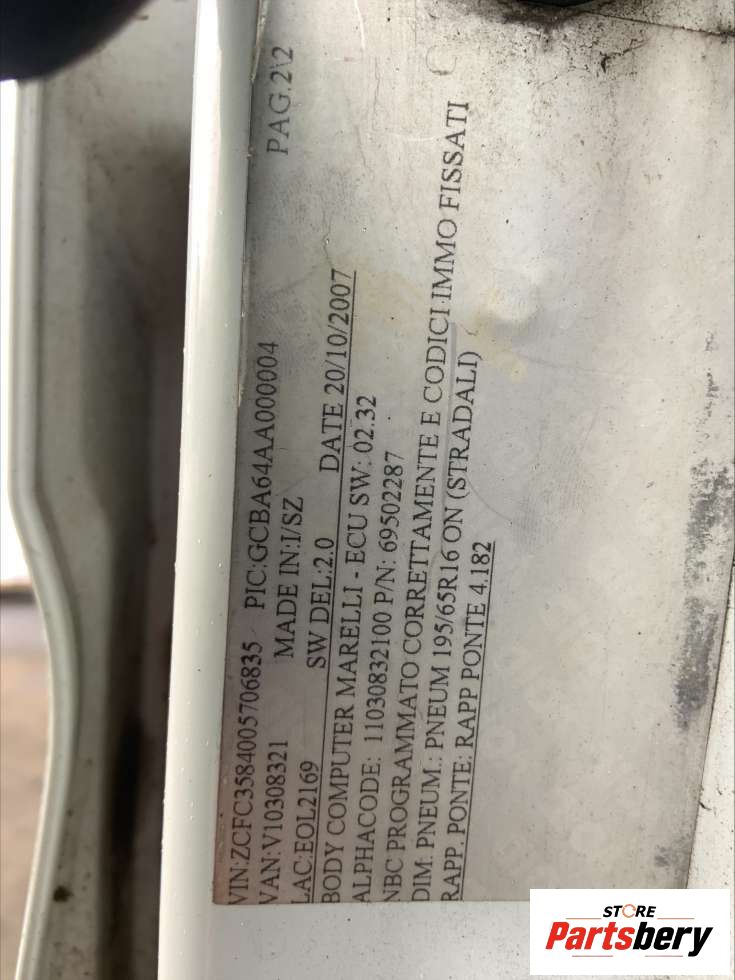 VIN:ZCFC3584005706835 PIC:GCBA64AA000004 PAG.2\2
VAN:V10308321 MADE IN:I/SZ
LAC:EOL2169 SW DEL:2.0 DATE 20/10/2007
BODY COMPUTER MARELLI - ECU SW: 02.32
ALPHACODE: 11030832100 P/N: 69502287
NBC PROGRAMMATO CORRETTAMENTE E CODICI IMMO FISSATI
DIM. PNEUM.: PNEUM 195/65R16 ON (STRADALI)
RAPP. PONTE: RAPP PONTE 4.182
STORE
Partsbery